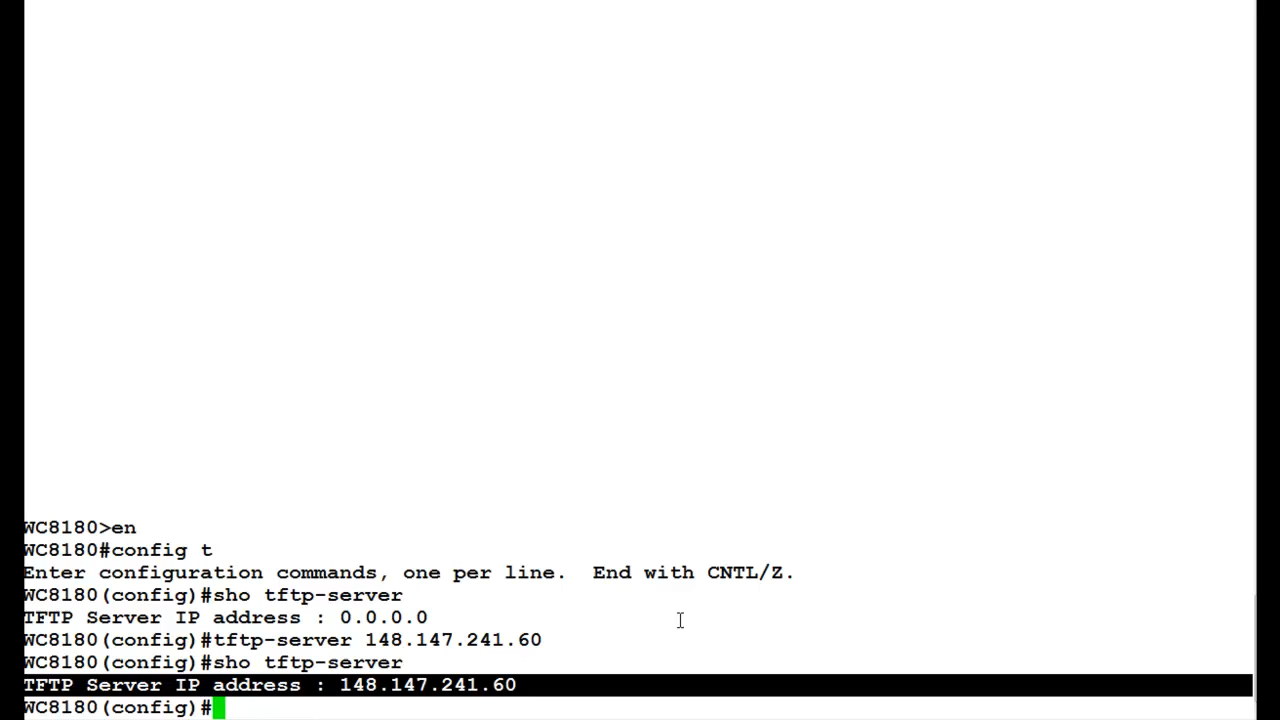 WC8180>en
WC8180#config t
Enter configuration commands, one per line.  End with CNTL/Z.
WC8180(config)#sho tftp-server
TFTP Server IP address : 0.0.0.0
WC8180(config)#tftp-server 148.147.241.60
WC8180(config)#sho tftp-server
TFTP Server IP address : 148.147.241.60
WC8180(config)#